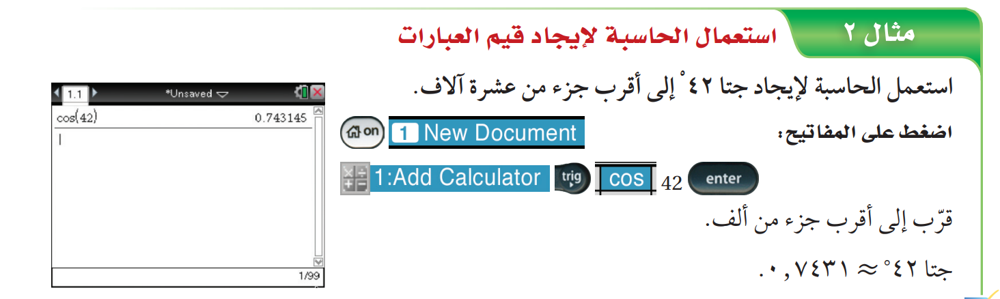 مثال ٢
استعمال الحاسبة لإيجاد قيم العبارات
استعمل الحاسبة لإيجاد جتا ٤٢° إلى أقرب جزء من عشرة آلاف.
اضغط على المفاتيح:
on 1 New Document
1:Add Calculator trig cos 42 enter
قرّب إلى أقرب جزء من ألف.
جتا ٤٢° ≈ ٠,٧٤٣١.
1.1 *Unsaved
cos(42) 0.743145
1/99